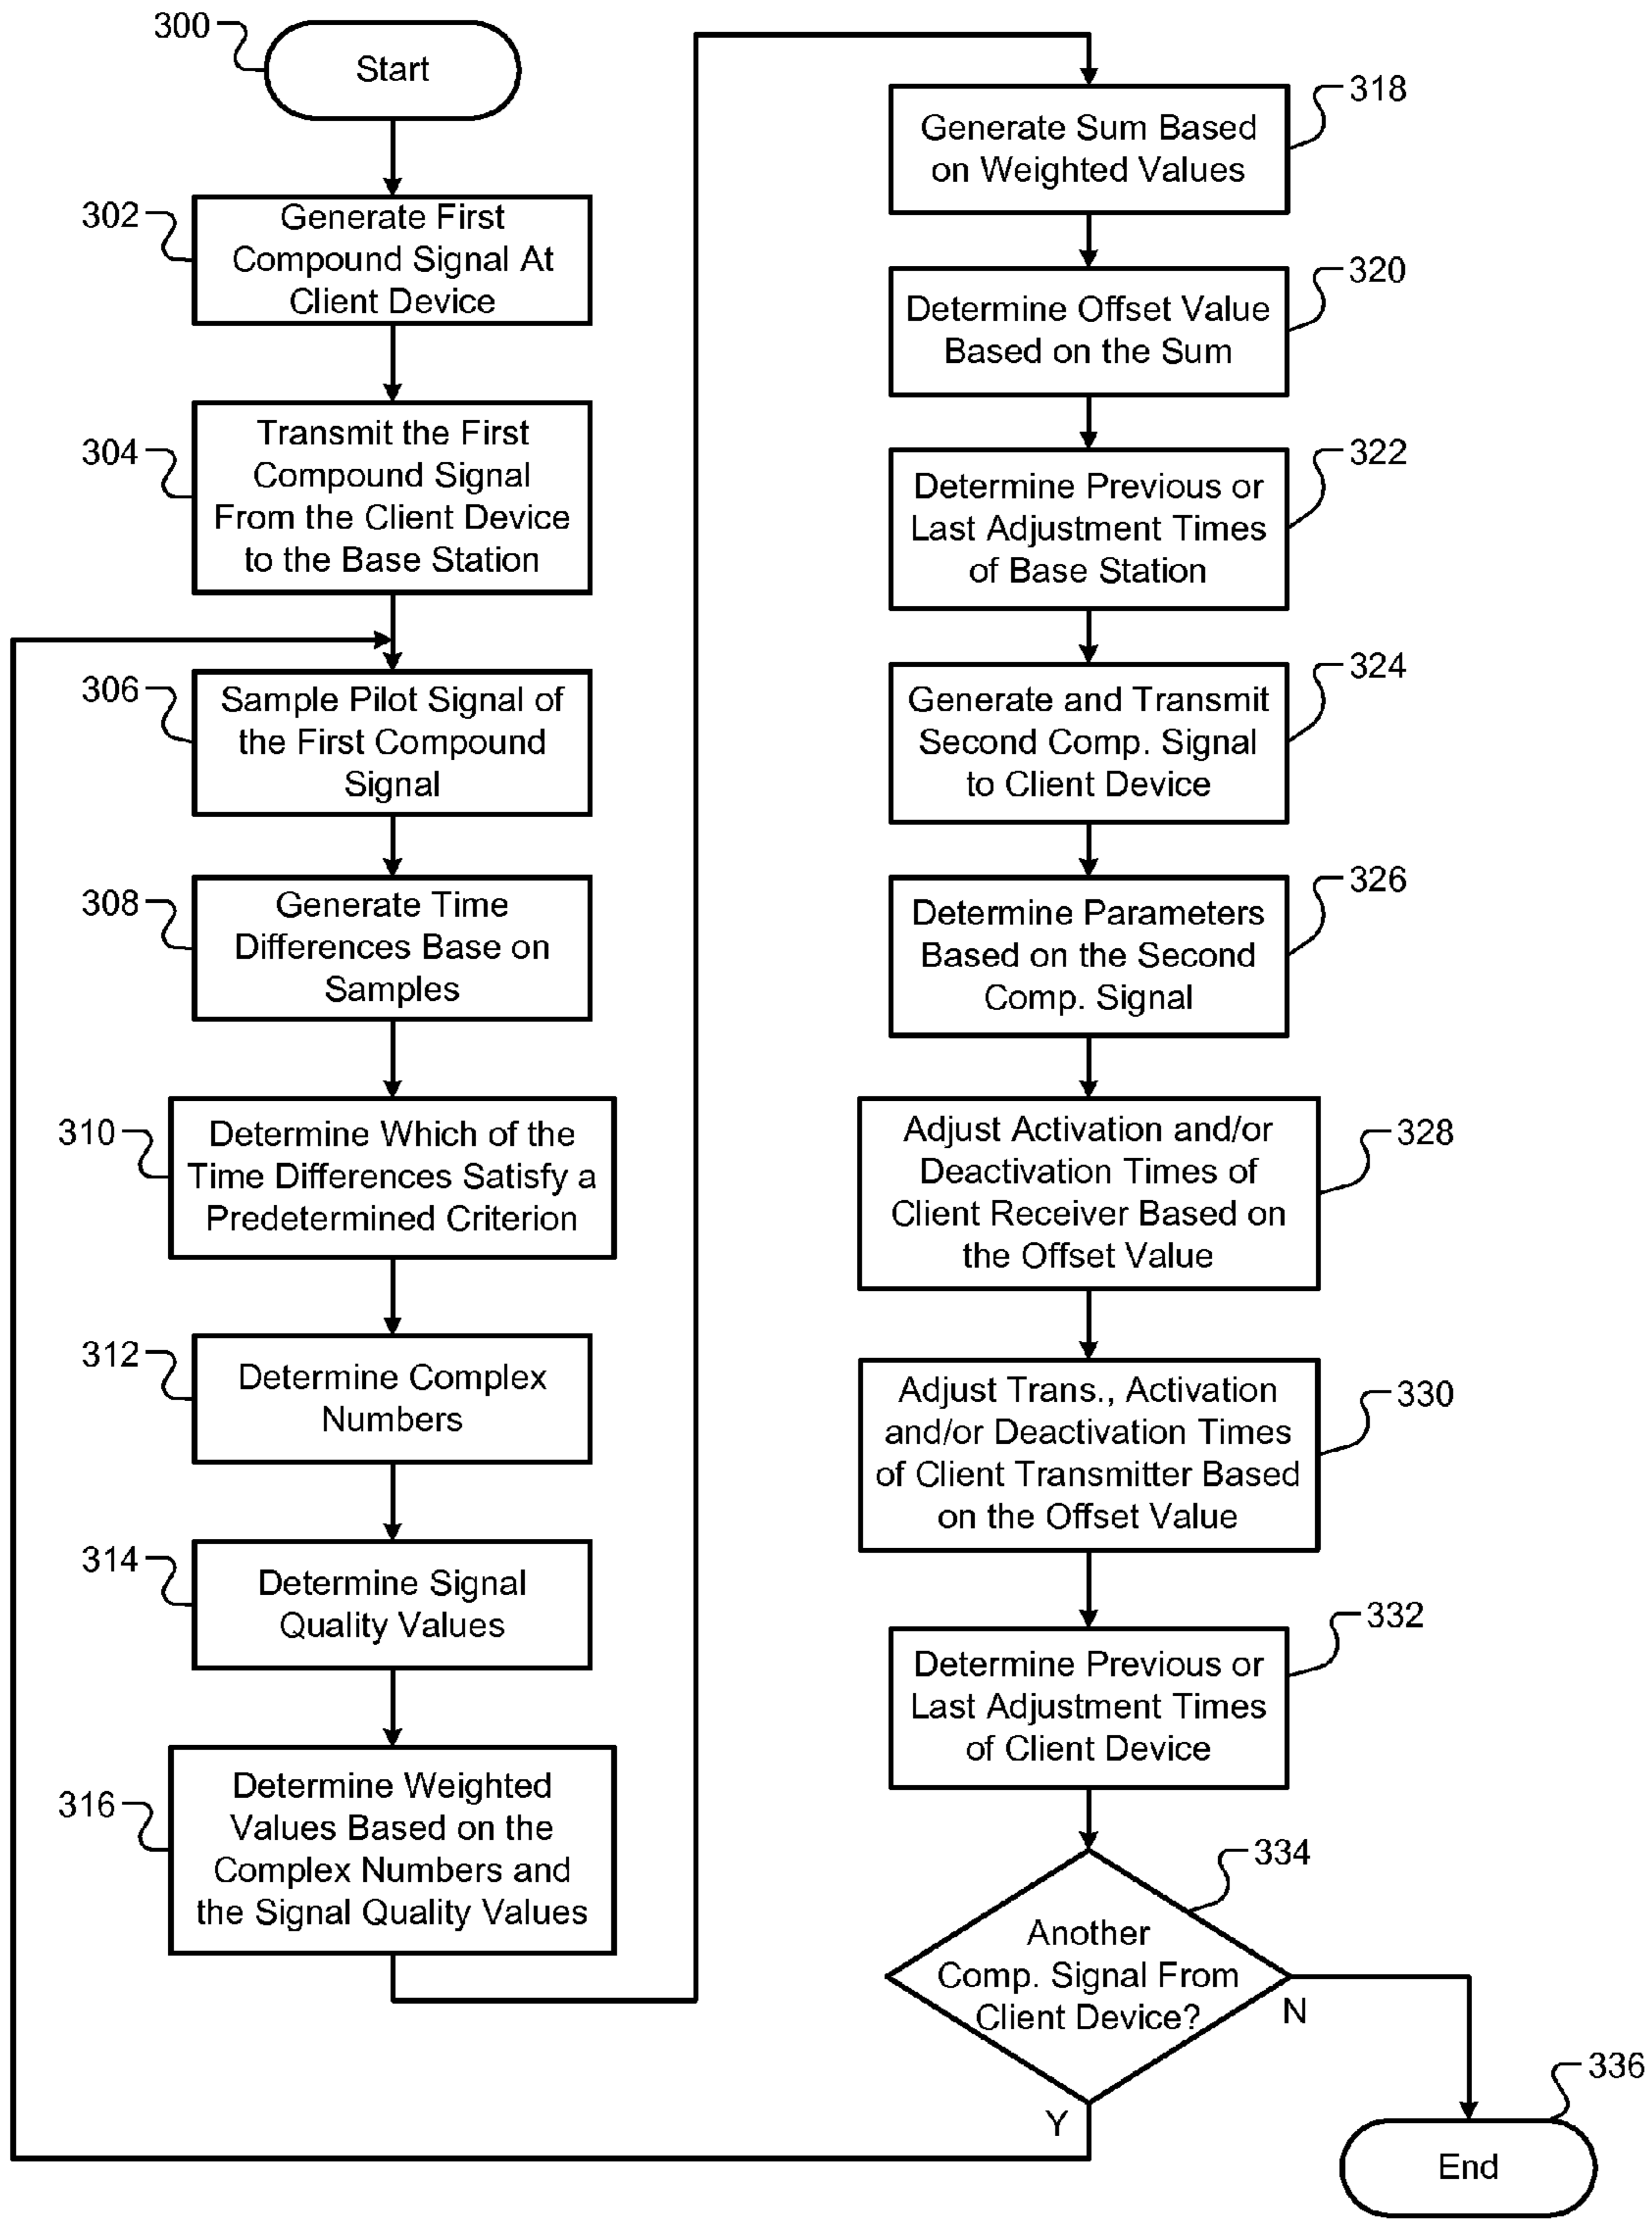 300
Start
302
Generate First
Compound Signal At
Client Device
304
Transmit the First
Compound Signal
From the Client Device
to the Base Station
306
Sample Pilot Signal of
the First Compound
Signal
308
Generate Time
Differences Base on
Samples
310
Determine Which of the
Time Differences Satisfy a
Predetermined Criterion
312
Determine Complex
Numbers
314
Determine Signal
Quality Values
316
Determine Weighted
Values Based on the
Complex Numbers and
the Signal Quality Values
318
Generate Sum Based
on Weighted Values
320
Determine Offset Value
Based on the Sum
322
Determine Previous or
Last Adjustment Times
of Base Station
324
Generate and Transmit
Second Comp. Signal
to Client Device
326
Determine Parameters
Based on the Second
Comp. Signal
328
Adjust Activation and/or
Deactivation Times of
Client Receiver Based on
the Offset Value
330
Adjust Trans., Activation
and/or Deactivation Times
of Client Transmitter Based
on the Offset Value
332
Determine Previous or
Last Adjustment Times
of Client Device
334
Another
Comp. Signal From
Client Device?
N
Y
336
End